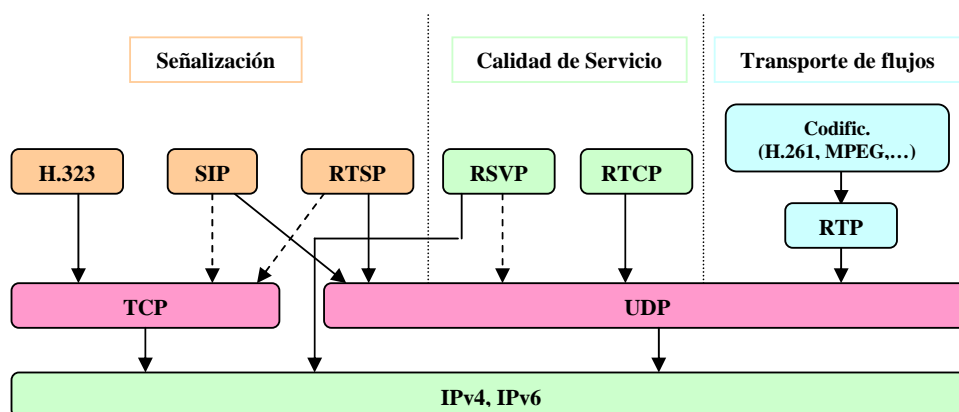 Señalización
Calidad de Servicio
Transporte de flujos
Codific.
(H.261, MPEG,...)
H.323
SIP
RTSP
RSVP
RTCP
RTP
TCP
UDP
IPv4, IPv6